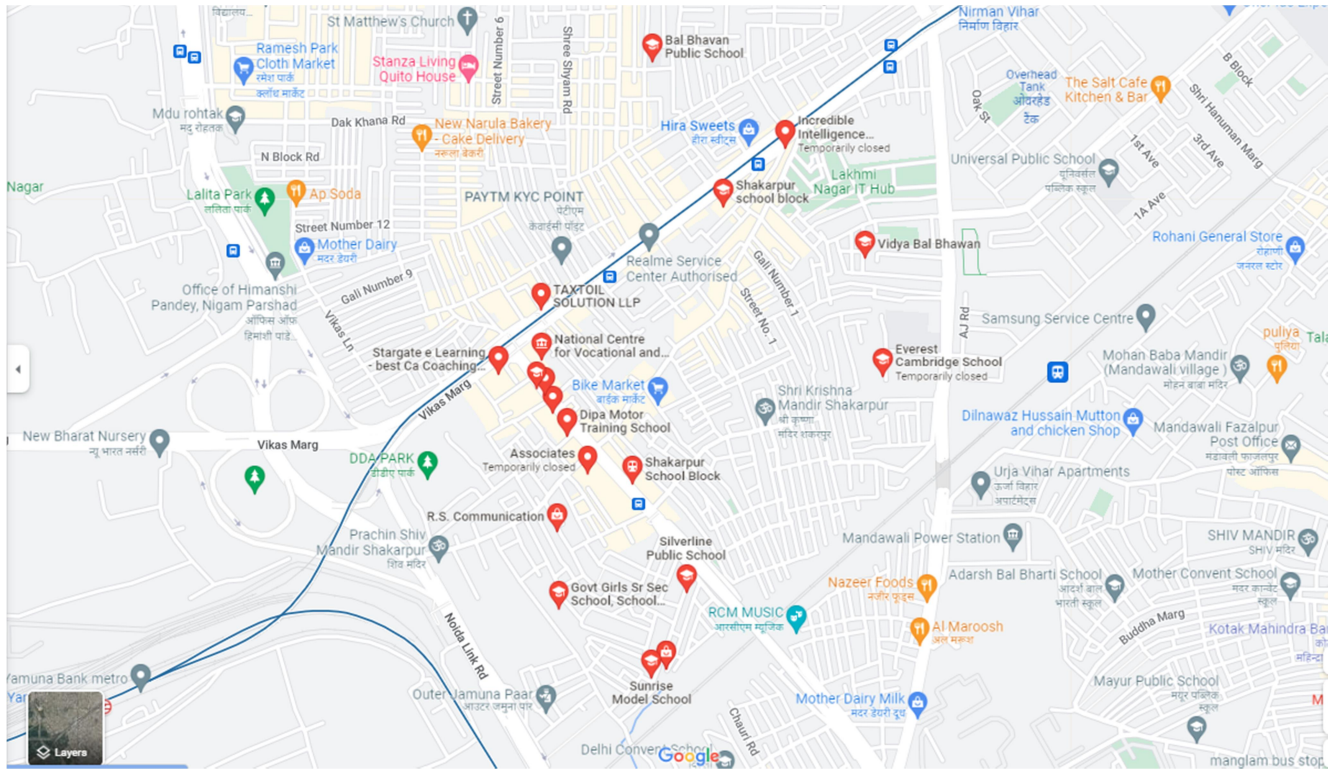 विद्यालय...
St Matthew's Church
Ramesh Park
Cloth Market
रमेश पार्क
क्लॉथ मार्केट
Stanza Living
Quito House
Street Number 6
Shree Shyam Rd
Bal Bhavan
Public School
Nirman Vihar
निर्माण विहार
Overhead
Tank
ओवरहेड
टैंक
The Salt Cafe
Kitchen & Bar
B Block
Shri Hanuman Marg
Oak St
1st Ave
3rd Ave
1A Ave
Mdu rohtak
मदु रोहतक
Dak Khana Rd
New Narula Bakery
- Cake Delivery
नरूला बेकरी
Hira Sweets
हीरा स्वीट्स
Incredible
Intelligence...
Temporarily closed
N Block Rd
Universal Public School
यूनिवर्सल
पब्लिक स्कूल
Lakhmi
Nagar IT Hub
Nagar
Lalita Park
ललिता पार्क
Ap Soda
PAYTM KYC POINT
पेटीएम
केवाईसी पॉइंट
Shakarpur
school block
Street Number 12
Mother Dairy
मदर डेयरी
Vidya Bal Bhawan
Rohani General Store
रोहाणी
जनरल स्टोर
Realme Service
Center Authorised
Gali Number 1
Street No. 1
Gali Number 9
Office of Himanshi
Pandey, Nigam Parshad
ऑफिस ऑफ
हिमांशी पांडे...
Vikas Ln
TAXTOIL
SOLUTION LLP
AJ Rd
Samsung Service Centre
puliya
पुलिया
Tala
Stargate e Learning
- best Ca Coaching...
National Centre
for Vocational and...
Everest
Cambridge School
Temporarily closed
Mohan Baba Mandir
(Mandawali village )
मोहन बाबा मंदिर
Vikas Marg
Bike Market
बाईक मार्केट
Shri Krishna
Mandir Shakarpur
श्री कृष्णा
मंदिर शकरपुर
Dipa Motor
Training School
Dilnawaz Hussain Mutton
and chicken Shop
Mandawali Fazalpur
Post Office
मंडावली फाजलपुर
पोस्ट ऑफिस
New Bharat Nursery
न्यू भारत नर्सरी
Vikas Marg
DDA PARK
डीडीए पार्क
Associates
Temporarily closed
Shakarpur
School Block
Urja Vihar Apartments
ऊर्जा विहार
अपार्टमेंट्स
R.S. Communication
Prachin Shiv
Mandir Shakarpur
शिव मंदिर
Silverline
Public School
Mandawali Power Station
SHIV MANDIR
SHIV मंदिर
Govt Girls Sr Sec
School, School...
Nazeer Foods
नजीर फूड्स
Adarsh Bal Bharti School
आदर्श बाल
भारती स्कूल
Mother Convent School
मदर कान्वेंट
स्कूल
RCM MUSIC
आरसीएम म्यूजिक
Al Maroosh
अल मरूश
Buddha Marg
Kotak Mahindra Ba
Noida Link Rd
Yamuna Bank metro
Outer Jamuna Paar
आउटर जमुना पार
Sunrise
Model School
Mother Dairy Milk
मदर डेयरी दूध
Mayur Public
School
मयूर पब्लिक
स्कूल
Chauri Rd
Layers
Delhi Convent School
Google
manglam bus stop